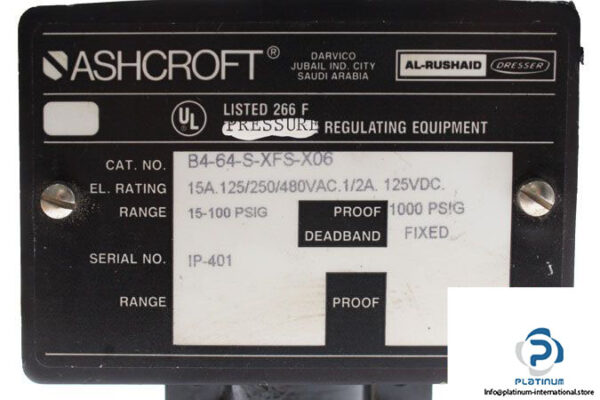 ASHCROFT®
DARVICO
JUBAIL IND. CITY
SAUDI ARABIA
AL-RUSHAID DRESSER
UL LISTED 266 F
PRESSURE REGULATING EQUIPMENT
CAT. NO. B4-64-S-XFS-X06
EL. RATING 15A.125/250/480VAC.1/2A. 125VDC.
RANGE 15-100 PSIG PROOF 1000 PSIG
DEADBAND FIXED
SERIAL NO. IP-401
RANGE PROOF
PLATINUM
platinum-international.store